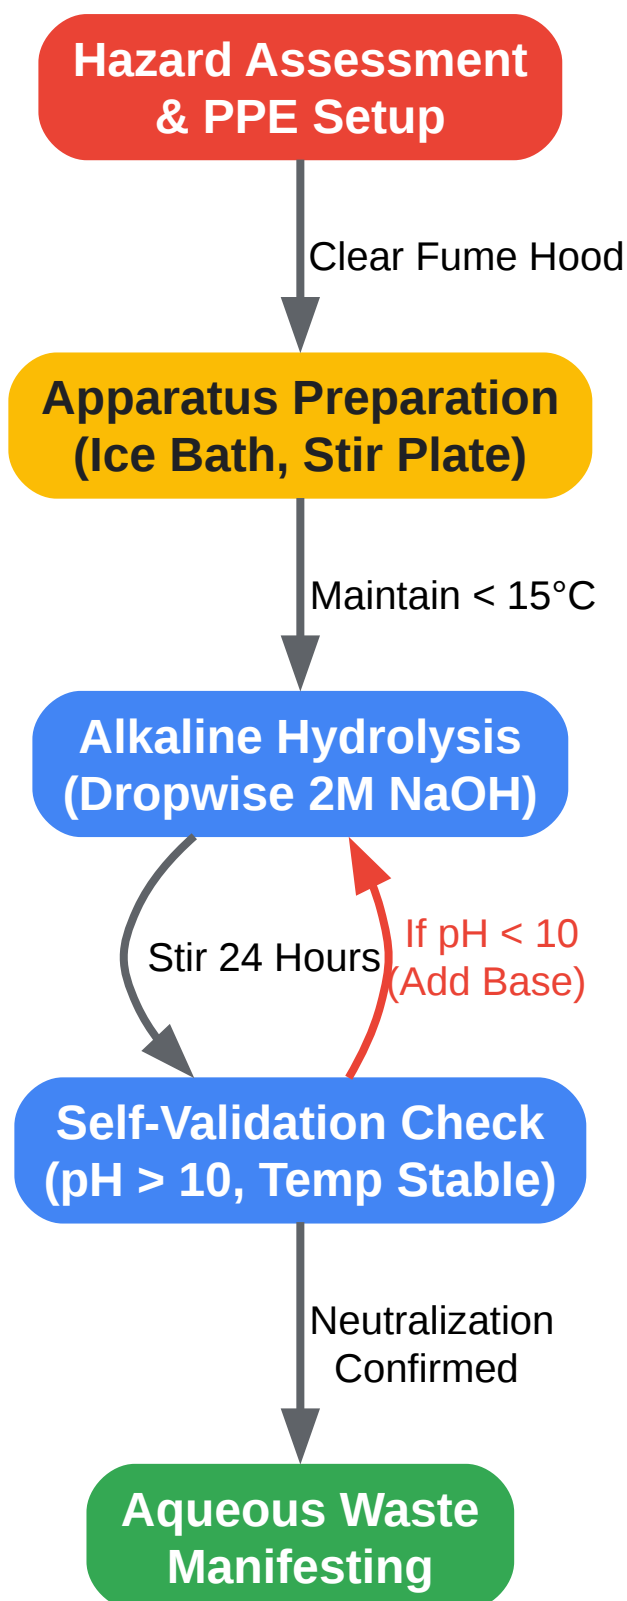 Hazard Assessment
& PPE Setup
Clear Fume Hood
Apparatus Preparation
(Ice Bath, Stir Plate)
Maintain < 15°C
Alkaline Hydrolysis
(Dropwise 2M NaOH)
Stir 24 Hours
If pH < 10
(Add Base)
Self-Validation Check
(pH > 10, Temp Stable)
Neutralization
Confirmed
Aqueous Waste
Manifesting